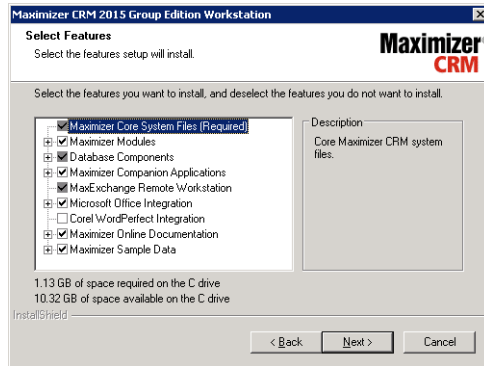 Maximizer CRM 2015 Group Edition Workstation
Select Features
Select the features setup will install.
Maximizer
CRM
Select the features you want to install, and deselect the features you do not want to install.
Maximizer Core System Files (Required)
Maximizer Modules
Database Components
Maximizer Companion Applications
MaxExchange Remote Workstation
Microsoft Office Integration
Corel WordPerfect Integration
Maximizer Online Documentation
Maximizer Sample Data
Description
Core Maximizer CRM system
files.
1.13 GB of space required on the C drive
10.32 GB of space available on the C drive
InstallShield
< Back
Next >
Cancel